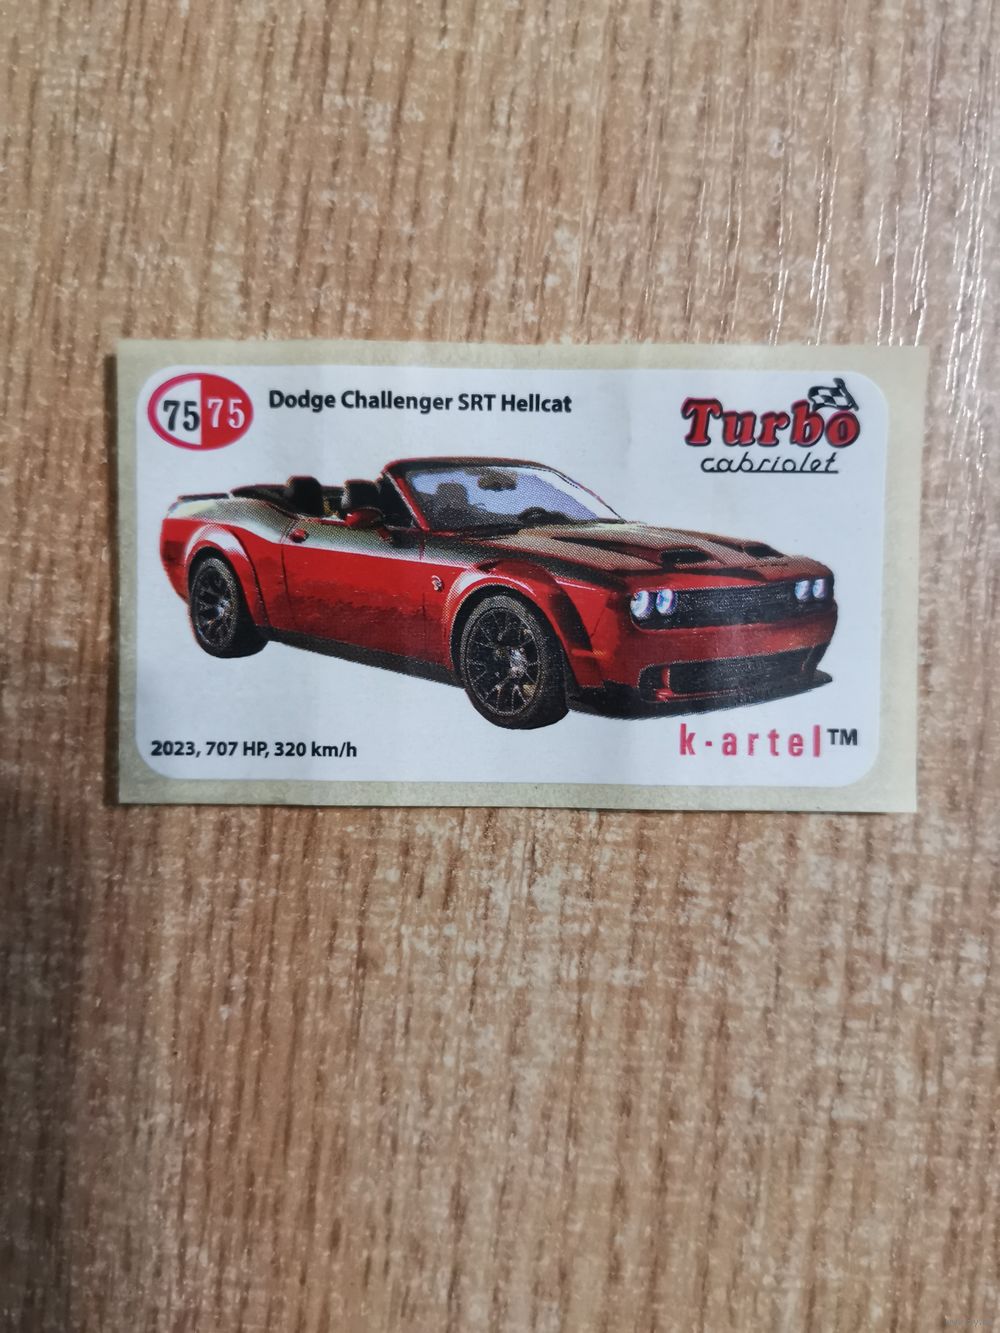 75 75
Dodge Challenger SRT Hellcat
Turbo
cabriolet
2023, 707 HP, 320 km/h
k-artel™